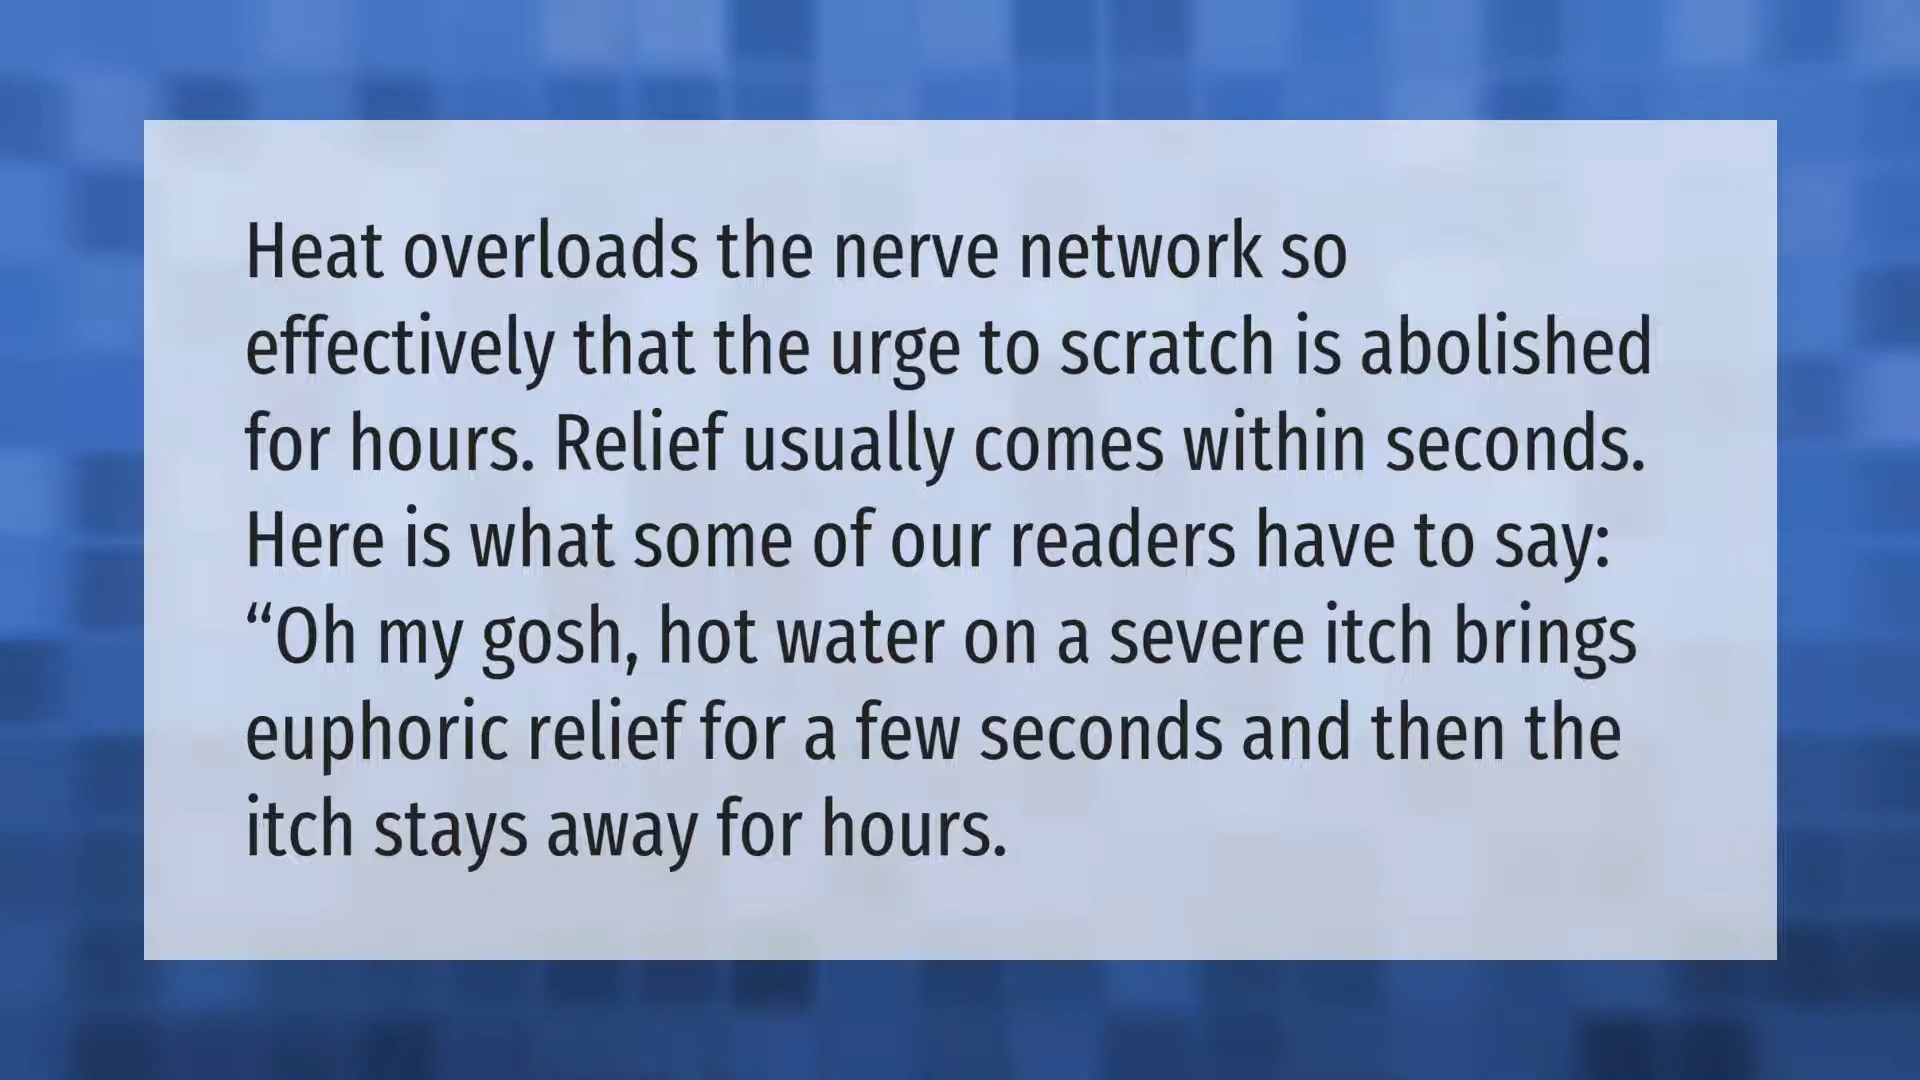 Heat overloads the nerve network so
effectively that the urge to scratch is abolished
for hours. Relief usually comes within seconds.
Here is what some of our readers have to say:
“Oh my gosh, hot water on a severe itch brings
euphoric relief for a few seconds and then the
itch stays away for hours.